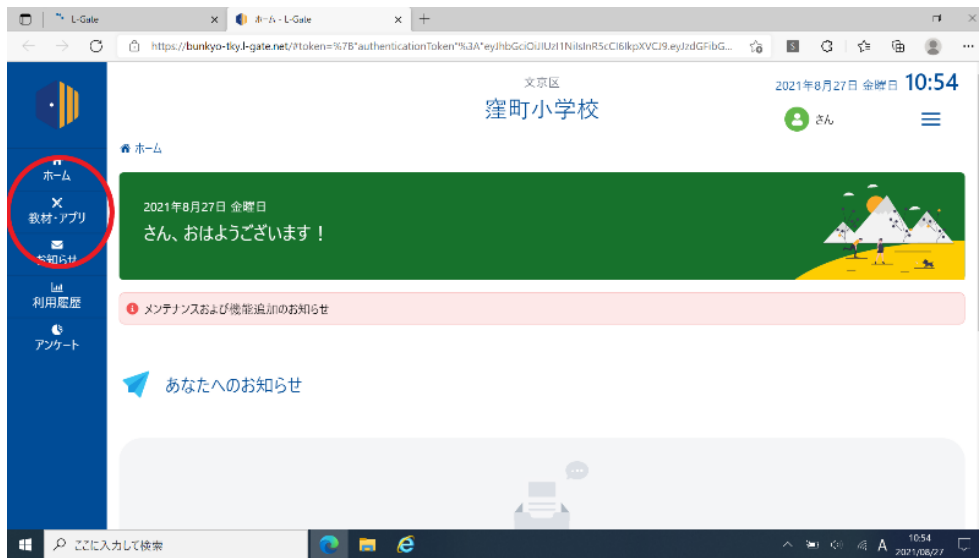 L-Gate
ホーム - L-Gate
https://bunkyo-tky.l-gate.net/#token=%7B"authenticationToken"%3A"
文京区
窪町小学校
2021年8月27日 金曜日 10:54
さん
ホーム
ホーム
教材・アプリ
お知らせ
利用履歴
アンケート
2021年8月27日 金曜日
さん、おはようございます！
メンテナンスおよび機能追加のお知らせ
あなたへのお知らせ
ここに入力して検索
A
10:54
2021/08/27